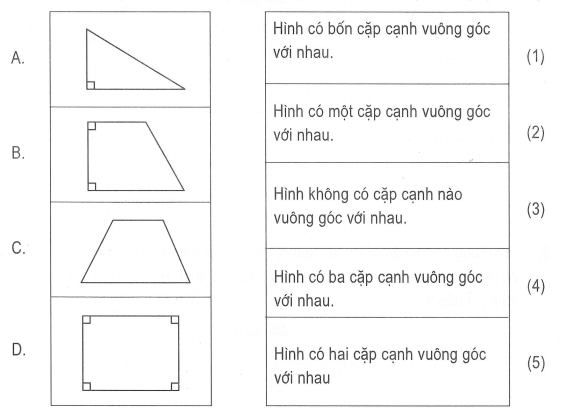 A.
B.
C.
D.
Hình có bốn cặp cạnh vuông góc
với nhau.
(1)
Hình có một cặp cạnh vuông góc
với nhau.
(2)
Hình không có cặp cạnh nào
vuông góc với nhau.
(3)
Hình có ba cặp cạnh vuông góc
với nhau.
(4)
Hình có hai cặp cạnh vuông góc
với nhau
(5)